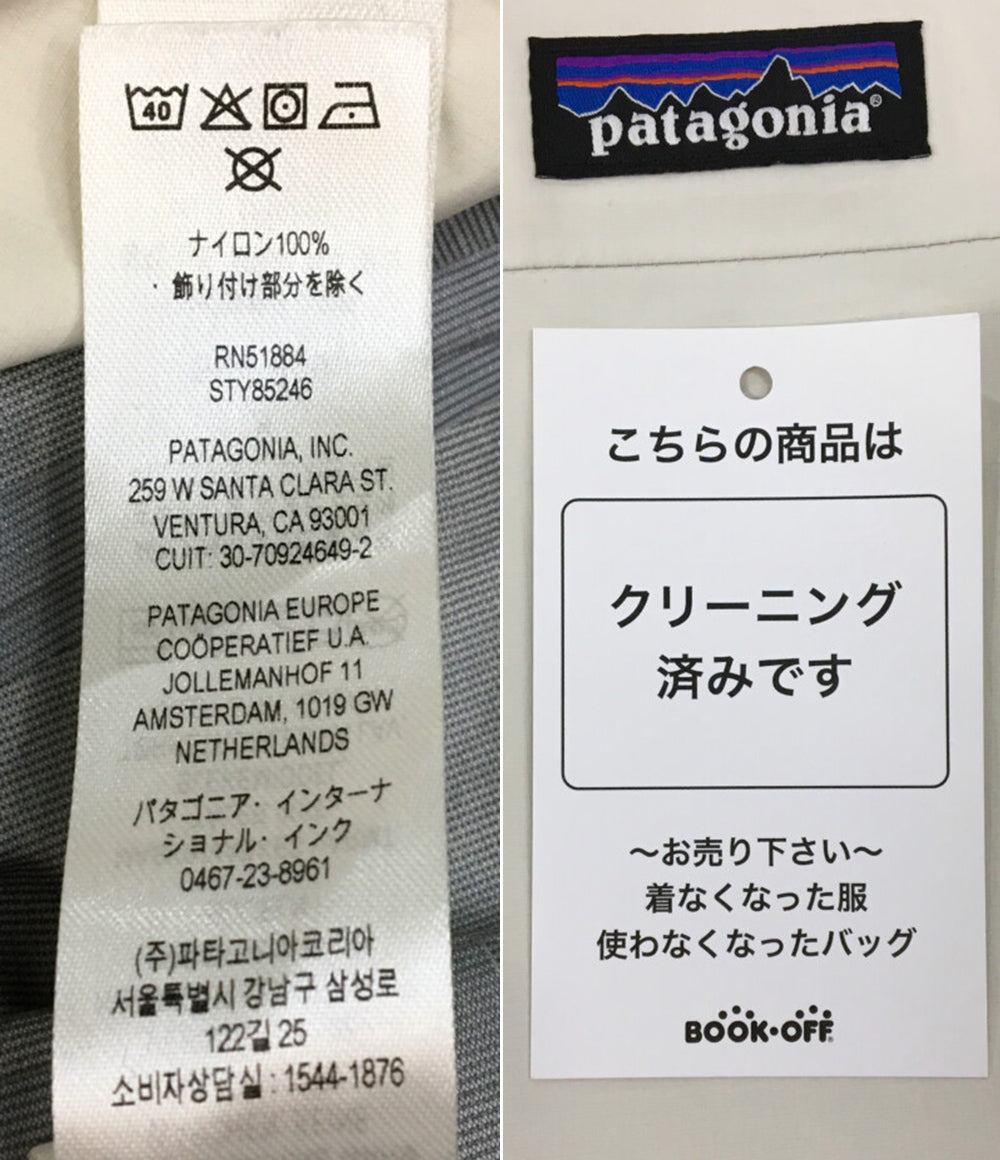 40
ナイロン100%
・飾り付け部分を除く
RN51884
STY85246
PATAGONIA, INC.
259 W SANTA CLARA ST.
VENTURA, CA 93001
CUIT: 30-70924649-2
PATAGONIA EUROPE
COÖPERATIEF U.A.
JOLLEMANHOF 11
AMSTERDAM, 1019 GW
NETHERLANDS
パタゴニア・インターナ
ショナル・インク
0467-23-8961
(주)파타고니아코리아
서울특별시 강남구 삼성로
122길 25
소비자상담실 : 1544-1876
patagonia®
こちらの商品は
クリーニング
済みです
〜お売り下さい〜
着なくなった服
使わなくなったバッグ
BOOK・OFF